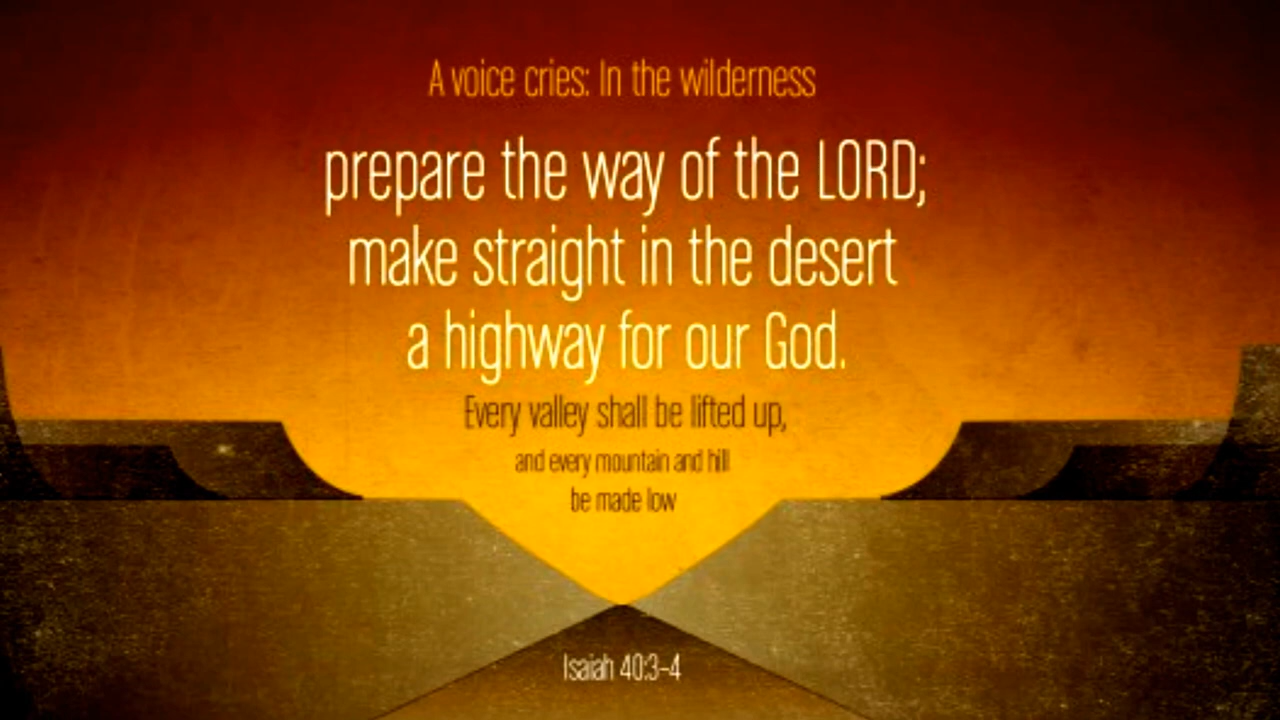 A voice cries: In the wilderness
prepare the way of the LORD;
make straight in the desert
a highway for our God.
Every valley shall be lifted up,
and every mountain and hill
be made low
Isaiah 40:3–4